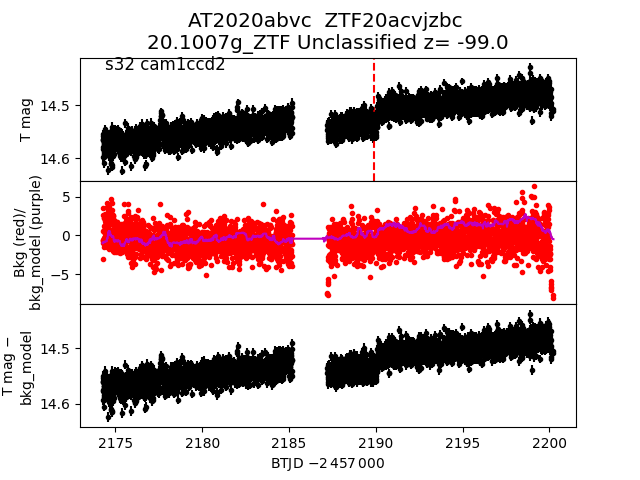 AT2020abvc  ZTF20acvjzbc
20.1007g_ZTF Unclassified z= -99.0
s32 cam1ccd2
T mag
14.5
14.6
Bkg (red)/
bkg_model (purple)
5
0
−5
T mag −
bkg_model
14.5
14.6
2175 2180 2185 2190 2195 2200
BTJD −2 457 000